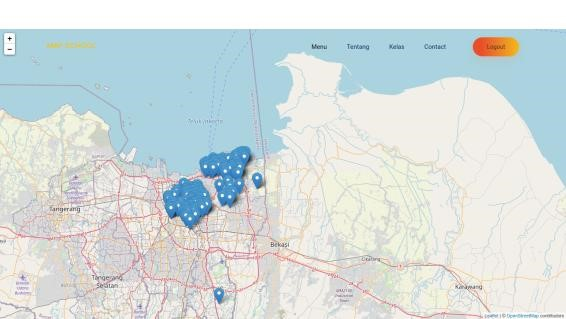 +
−
MAP SCHOOL
Menu
Tentang
Kelas
Contact
Logout
Teluk Jakarta
Tangerang
Bekasi
Cikarang
Tangerang
Selatan
Karawang
Leaflet | © OpenStreetMap contributors